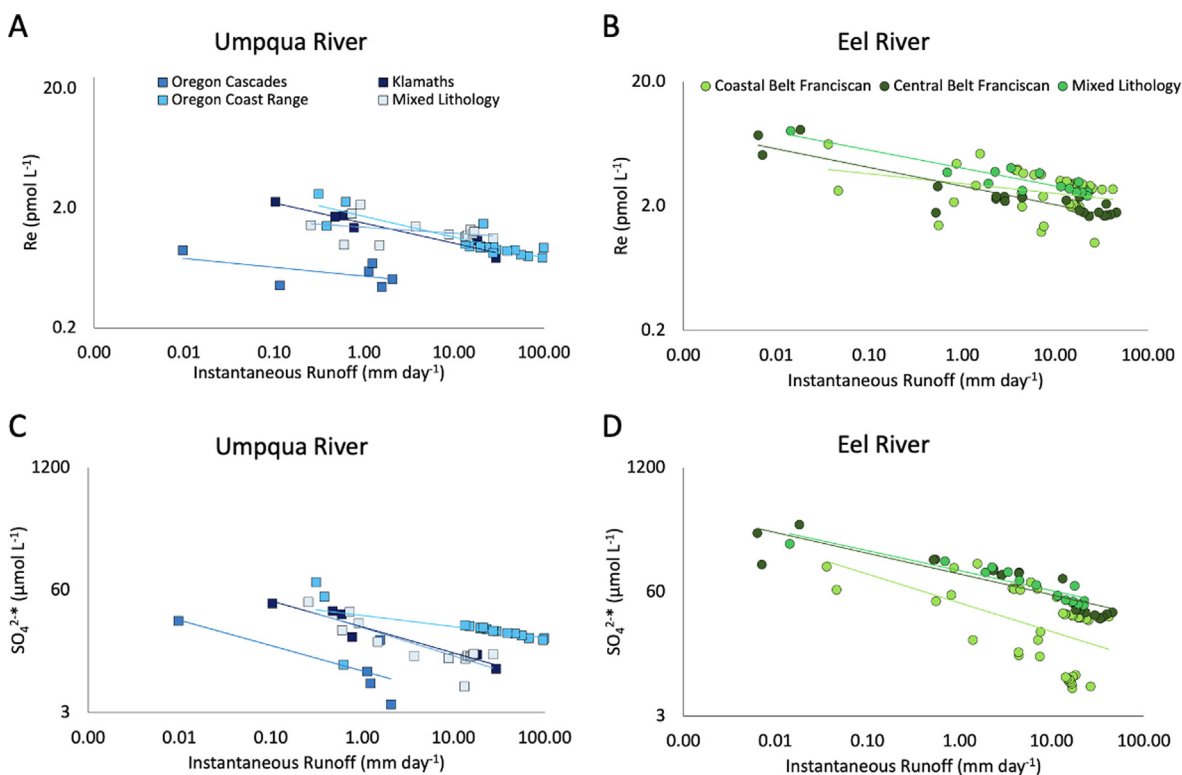 A
Umpqua River
Oregon Cascades
Klamaths
Oregon Coast Range
Mixed Lithology
20.0
2.0
0.2
Re (pmol L⁻¹)
0.00 0.01 0.10 1.00 10.00 100.00
Instantaneous Runoff (mm day⁻¹)
B
Eel River
Coastal Belt Franciscan
Central Belt Franciscan
Mixed Lithology
20.0
2.0
0.2
Re (pmol L⁻¹)
0.00 0.01 0.10 1.00 10.00 100.00
Instantaneous Runoff (mm day⁻¹)
C
Umpqua River
1200
60
3
SO₄²⁻* (μmol L⁻¹)
0.00 0.01 0.10 1.00 10.00 100.00
Instantaneous Runoff (mm day⁻¹)
D
Eel River
1200
60
3
SO₄²⁻* (μmol L⁻¹)
0.00 0.01 0.10 1.00 10.00 100.00
Instantaneous Runoff (mm day⁻¹)